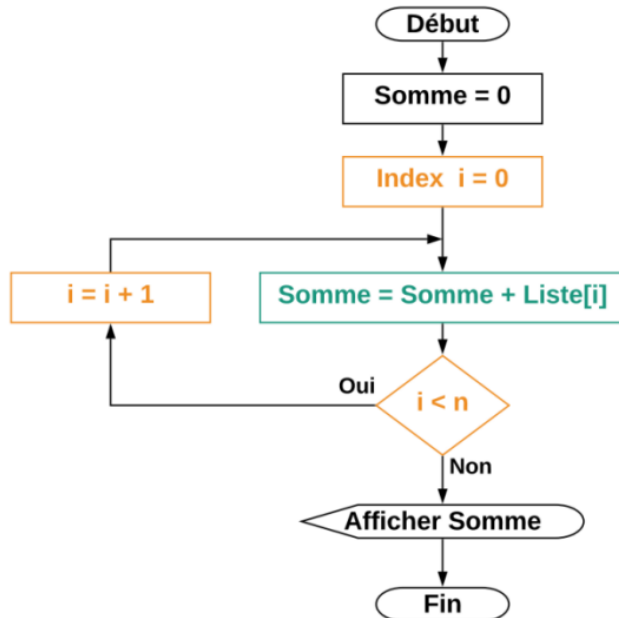 Début
Somme = 0
Index i = 0
i = i + 1
Somme = Somme + Liste[i]
Oui
i < n
Non
Afficher Somme
Fin